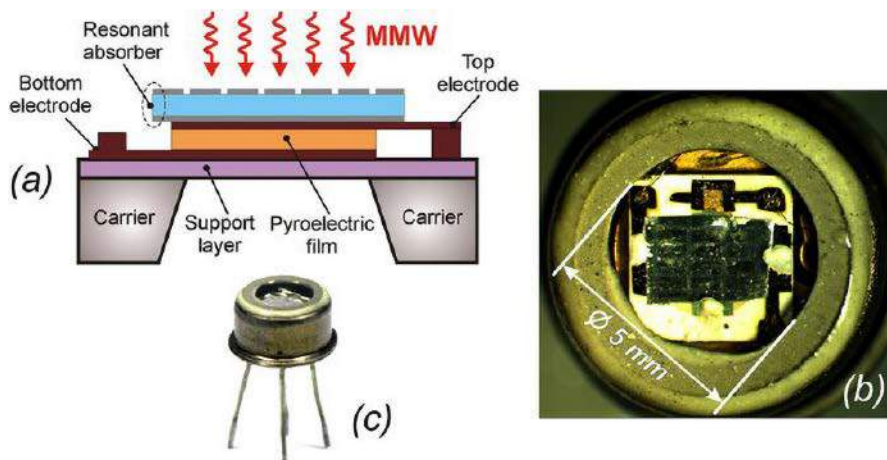 Resonant
absorber
MMW
Top
electrode
Bottom
electrode
(a)
Carrier
Support
layer
Pyroelectric
film
Carrier
(c)
Ø 5 mm
(b)